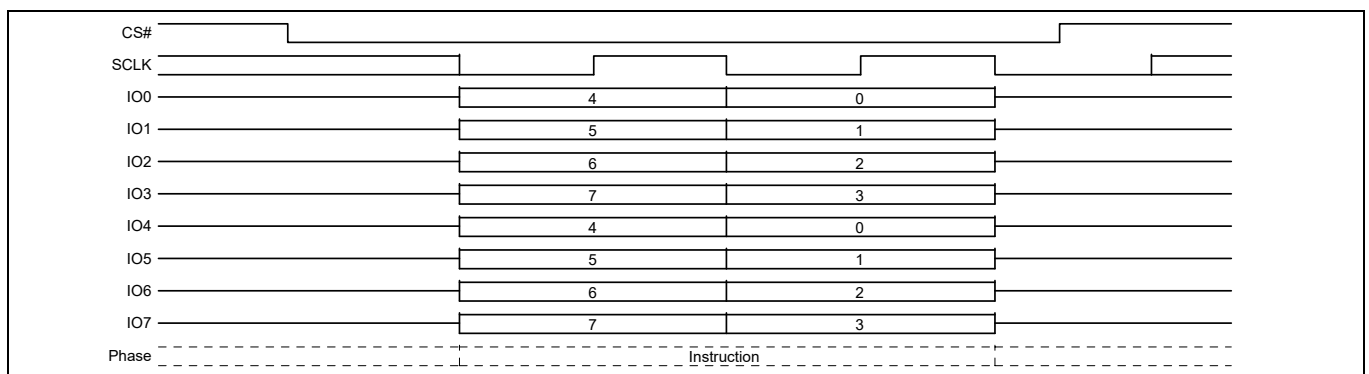 CS#
SCLK
IO0 4 0
IO1 5 1
IO2 6 2
IO3 7 3
IO4 4 0
IO5 5 1
IO6 6 2
IO7 7 3
Phase Instruction